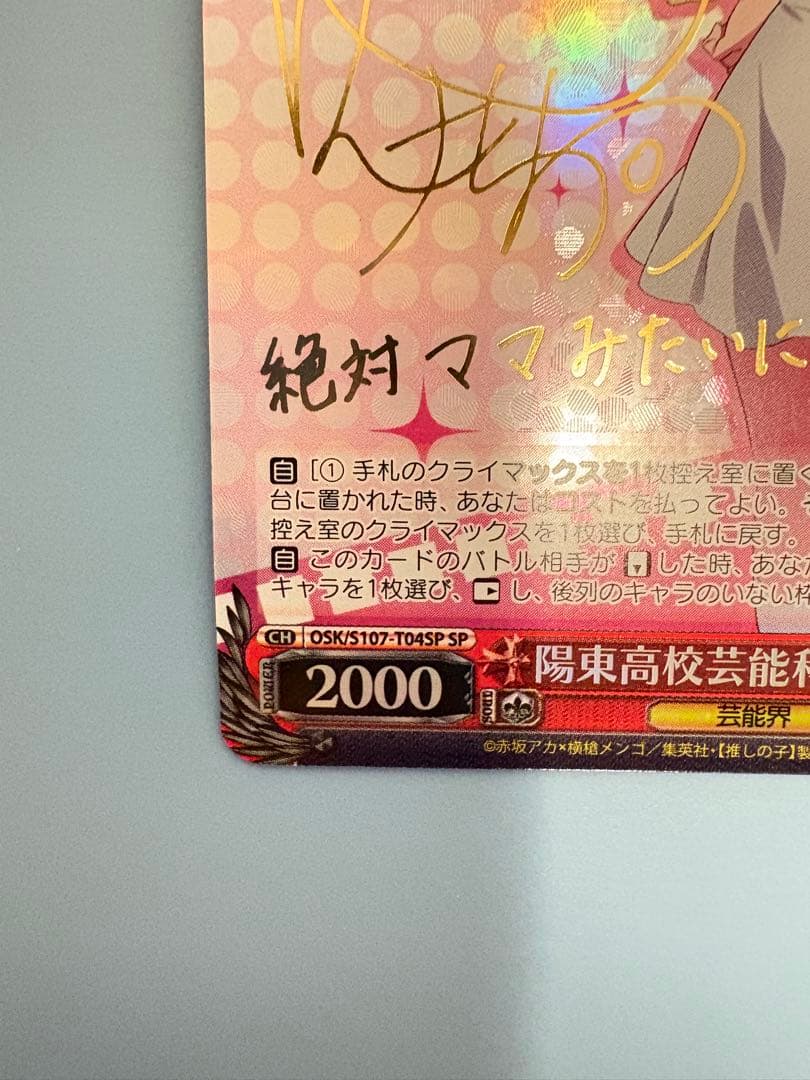 絶対ママみたいに
自 [① 手札のクライマックスを1枚控え室に置く
台に置かれた時、あなたはコストを払ってよい。
控え室のクライマックスを1枚選び、手札に戻す。
自 このカードのバトル相手が した時、あなた
キャラを1枚選び、 し、後列のキャラのいない枠
CH OSK/S107-T04SP SP
陽東高校芸能科
POWER 2000 SOUL
芸能界
©赤坂アカ×横槍メンゴ／集英社・【推しの子】製